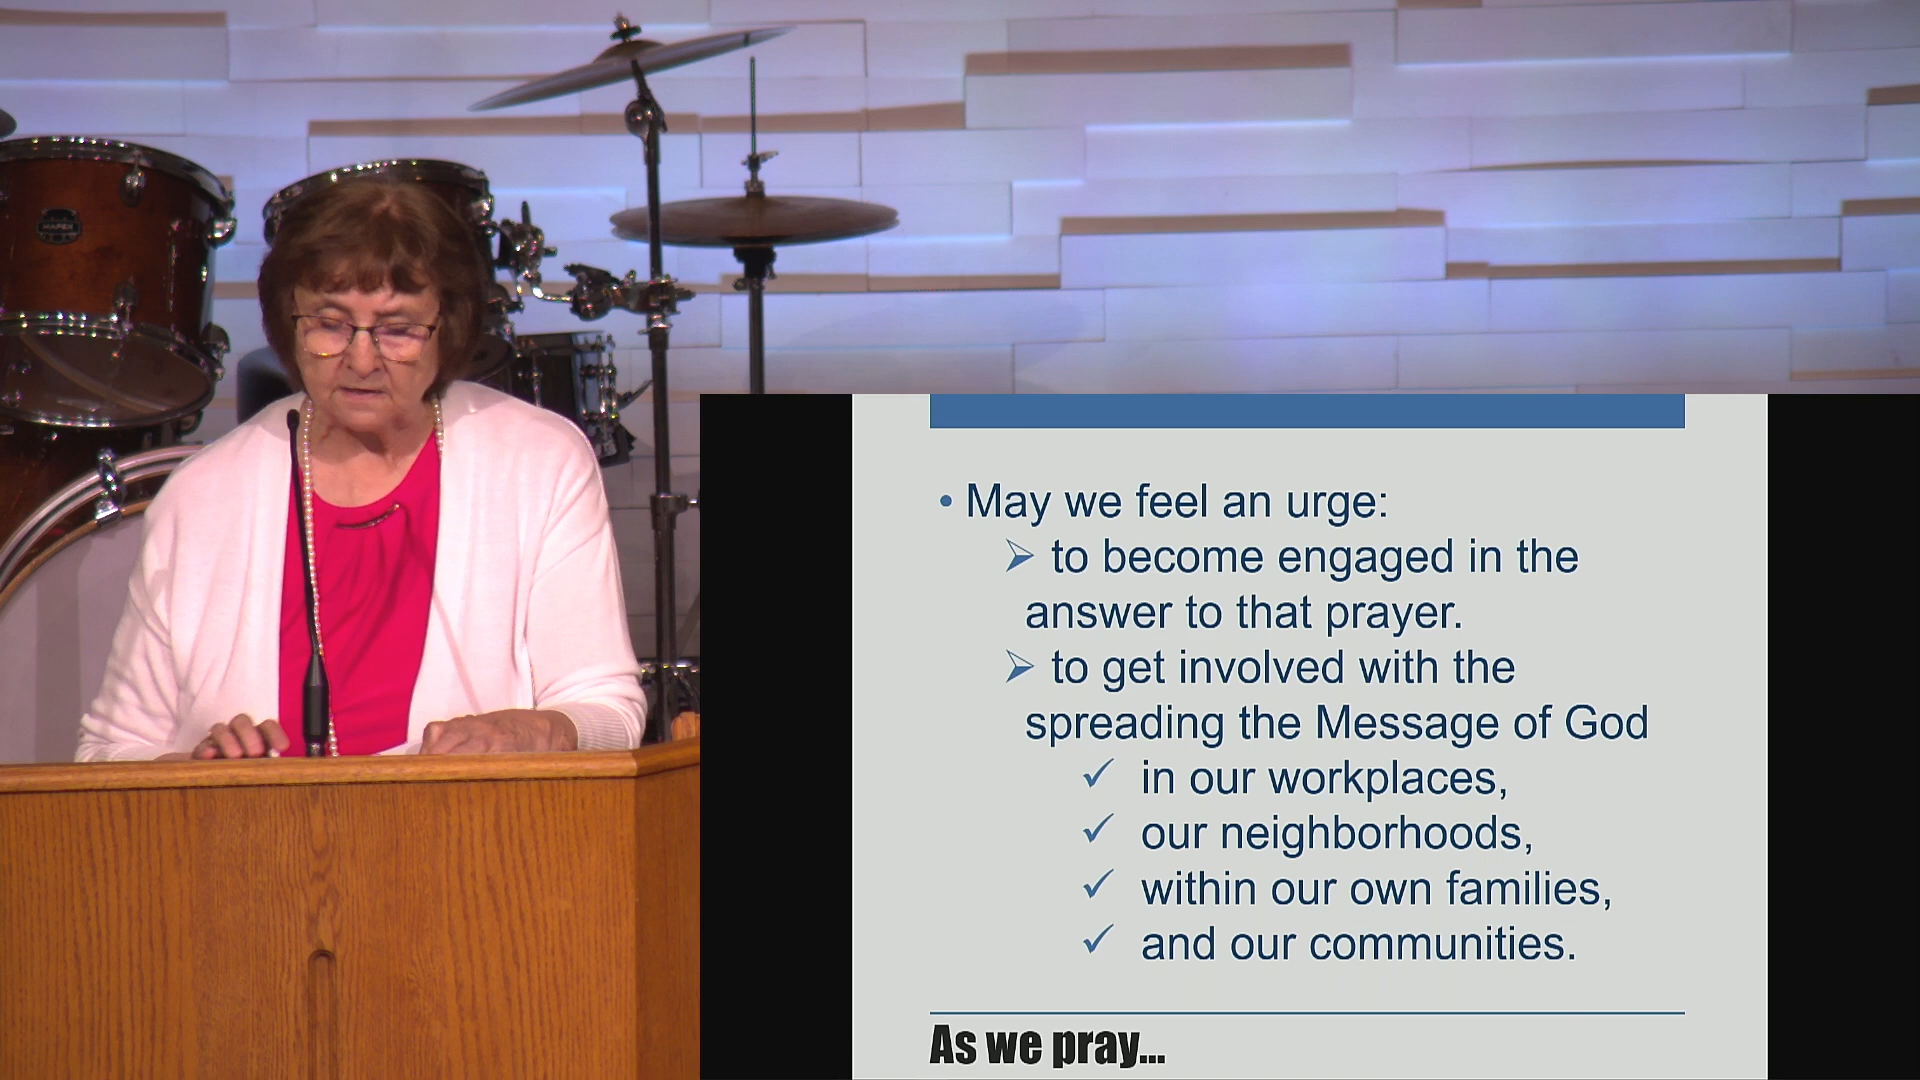 MAPEX
• May we feel an urge:
➢ to become engaged in the
answer to that prayer.
➢ to get involved with the
spreading the Message of God
✓ in our workplaces,
✓ our neighborhoods,
✓ within our own families,
✓ and our communities.
As we pray...